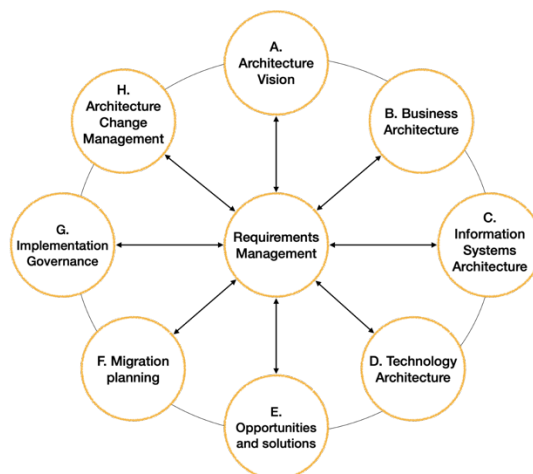 A.
Architecture
Vision
B. Business
Architecture
C.
Information
Systems
Architecture
D. Technology
Architecture
E.
Opportunities
and solutions
F. Migration
planning
G.
Implementation
Governance
H.
Architecture
Change
Management
Requirements
Management